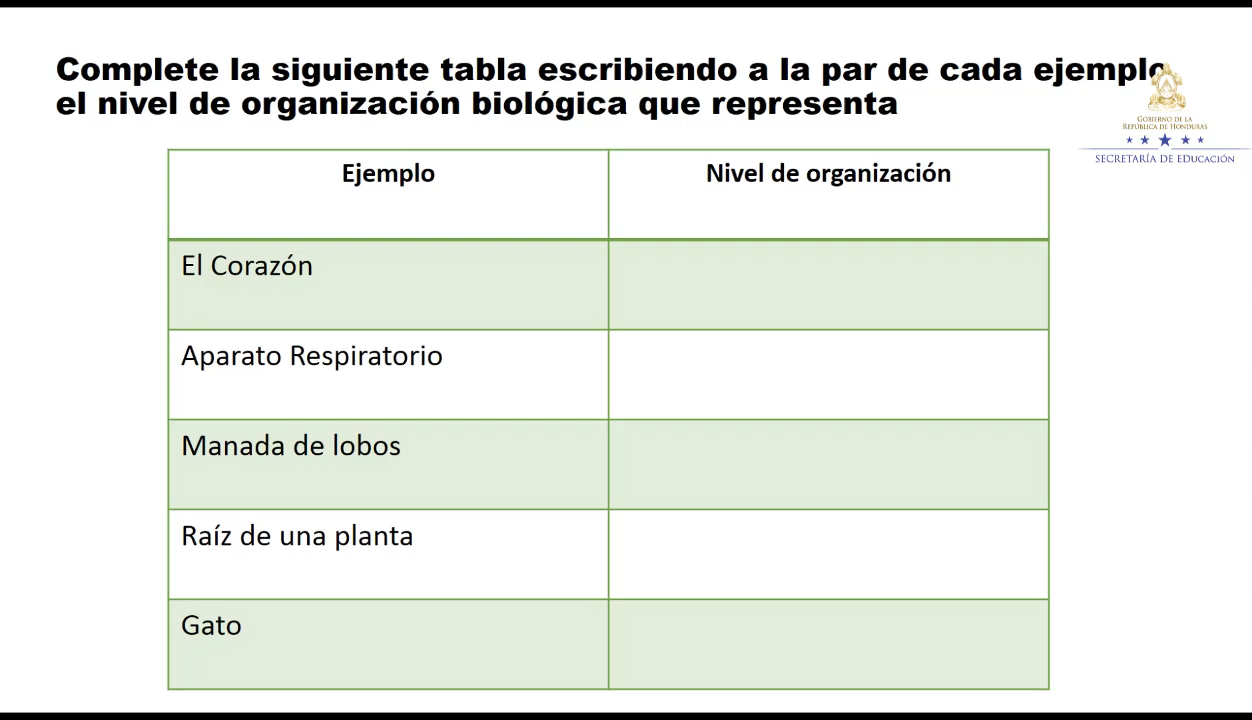 Complete la siguiente tabla escribiendo a la par de cada ejemplo
el nivel de organización biológica que representa
GOBIERNO DE LA
REPÚBLICA DE HONDURAS
SECRETARÍA DE EDUCACIÓN
Ejemplo
Nivel de organización
El Corazón
Aparato Respiratorio
Manada de lobos
Raíz de una planta
Gato